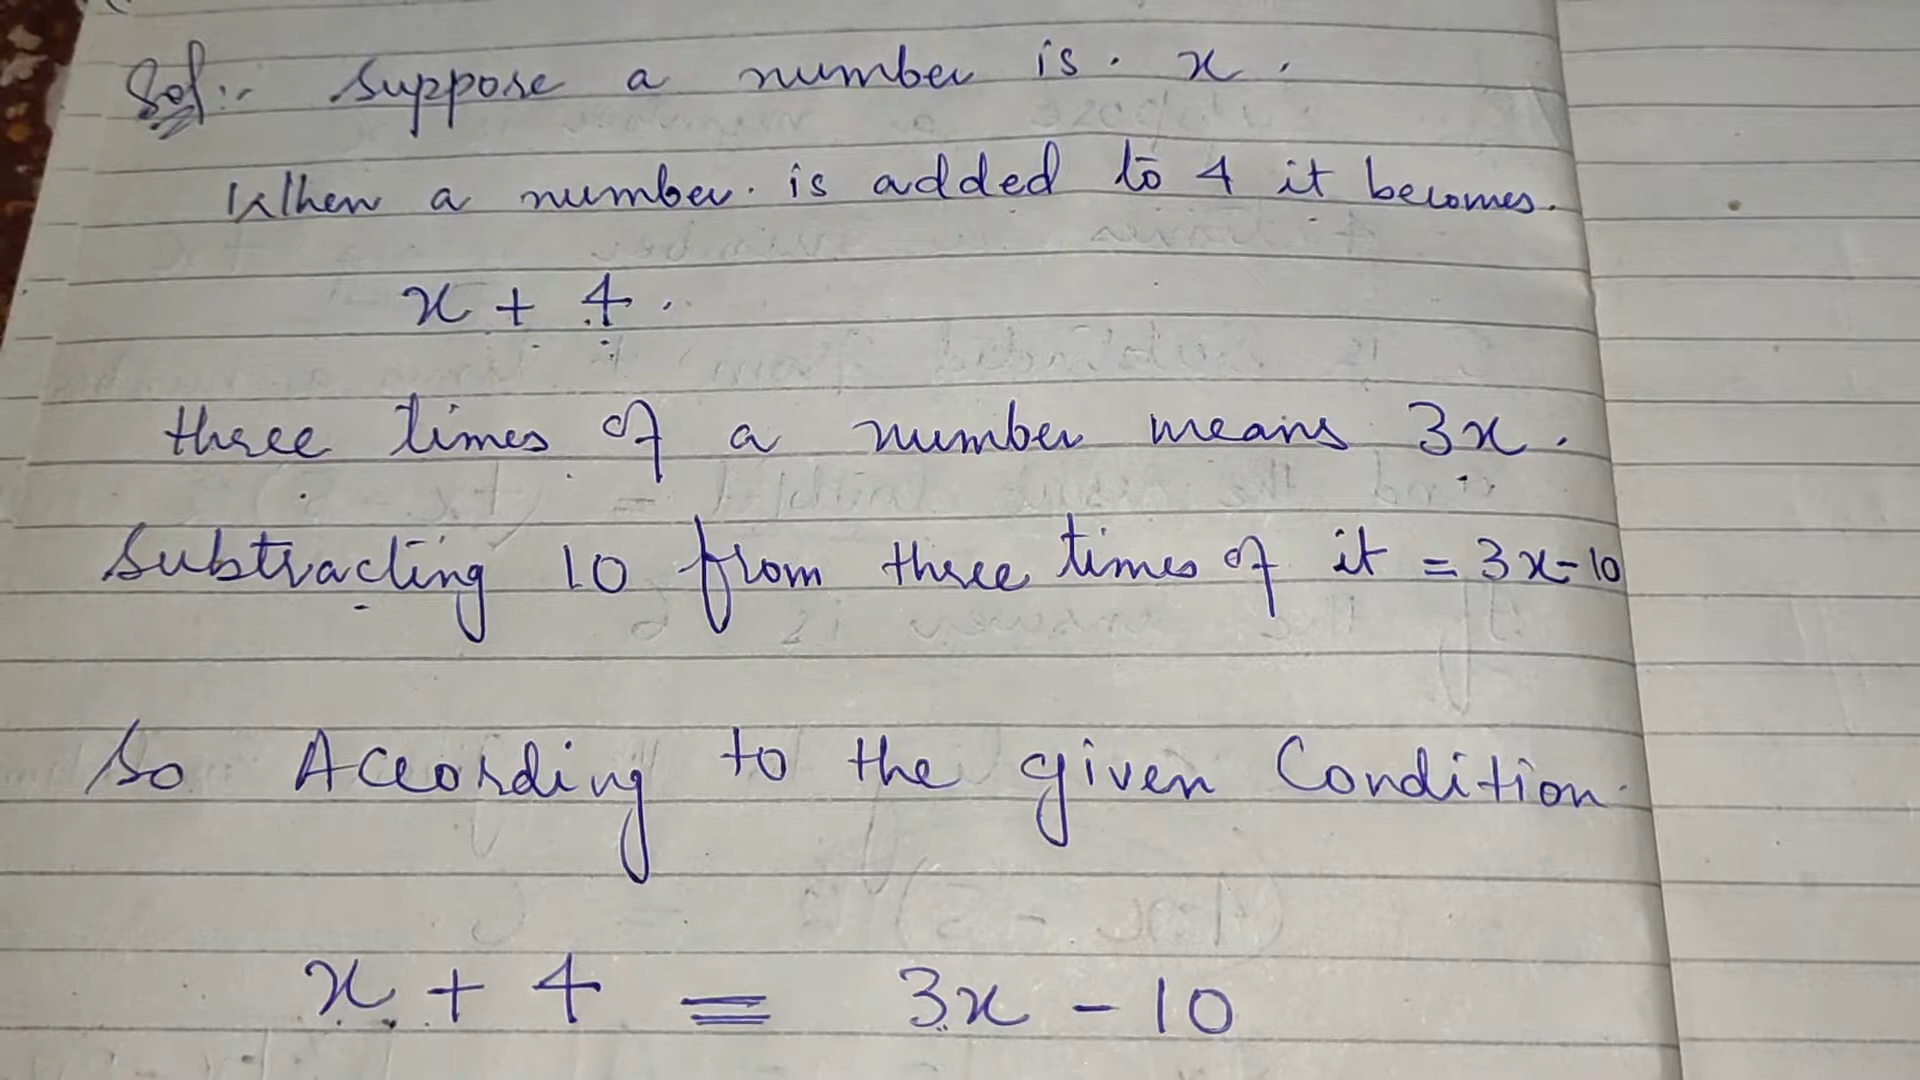 Sol:- Suppose a number is x.
When a number is added to 4 it becomes.
x + 4.
three times of a number means 3x.
Subtracting 10 from three times of it = 3x-10
So According to the given Condition.
x + 4 = 3x - 10